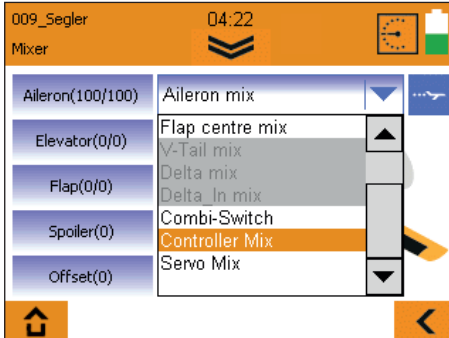 009_Segler
04:22
Mixer
Aileron(100/100)
Aileron mix
Elevator(0/0)
Flap centre mix
V-Tail mix
Flap(0/0)
Delta mix
Delta_In mix
Spoiler(0)
Combi-Switch
Controller Mix
Offset(0)
Servo Mix